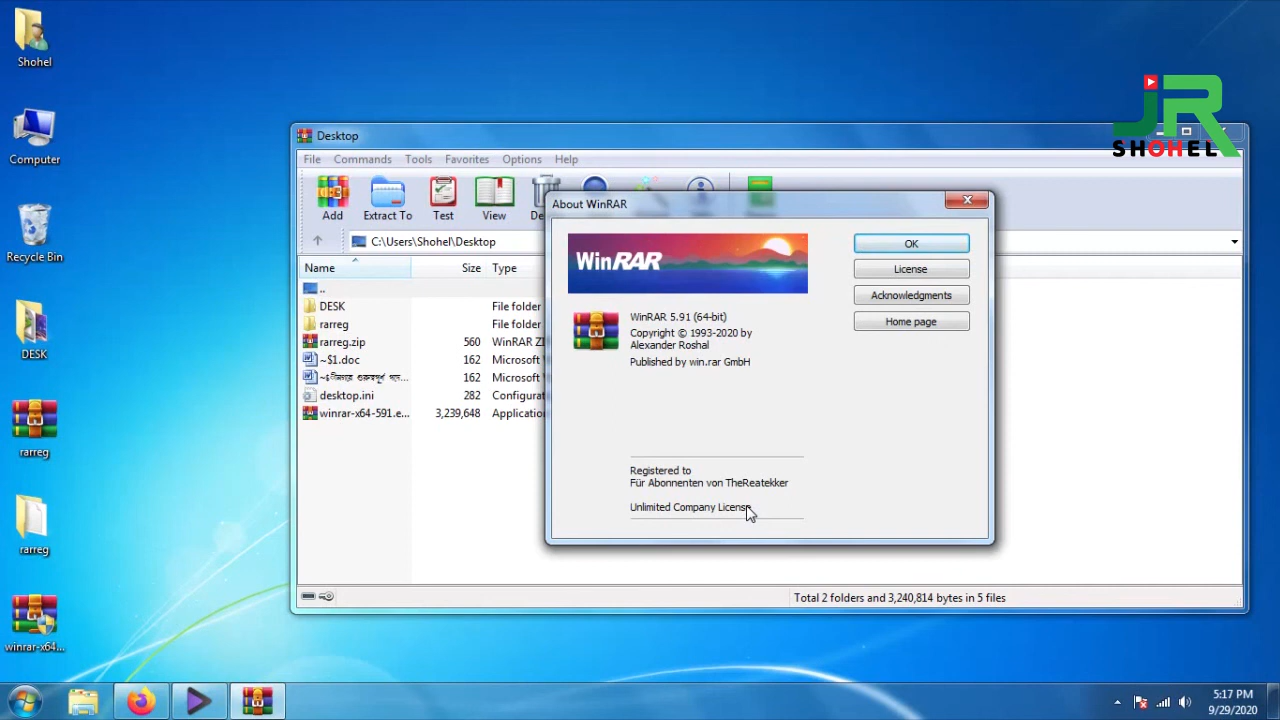 Shohel
Computer
Recycle Bin
DESK
rarreg
rarreg
winrar-x64...
JR
SHOHEL
Desktop
File Commands Tools Favorites Options Help
Add Extract To Test View De
C:\Users\Shohel\Desktop
Name Size Type
..
DESK File folder
rarreg File folder
rarreg.zip 560 WinRAR ZI
~$1.doc 162 Microsoft
162 Microsoft
desktop.ini 282 Configurat
winrar-x64-591.e... 3,239,648 Applicatio
Total 2 folders and 3,240,814 bytes in 5 files
About WinRAR
WinRAR
OK
License
Acknowledgments
Home page
WinRAR 5.91 (64-bit)
Copyright © 1993-2020 by
Alexander Roshal
Published by win.rar GmbH
Registered to
Für Abonnenten von TheReatekker
Unlimited Company License
5:17 PM
9/29/2020